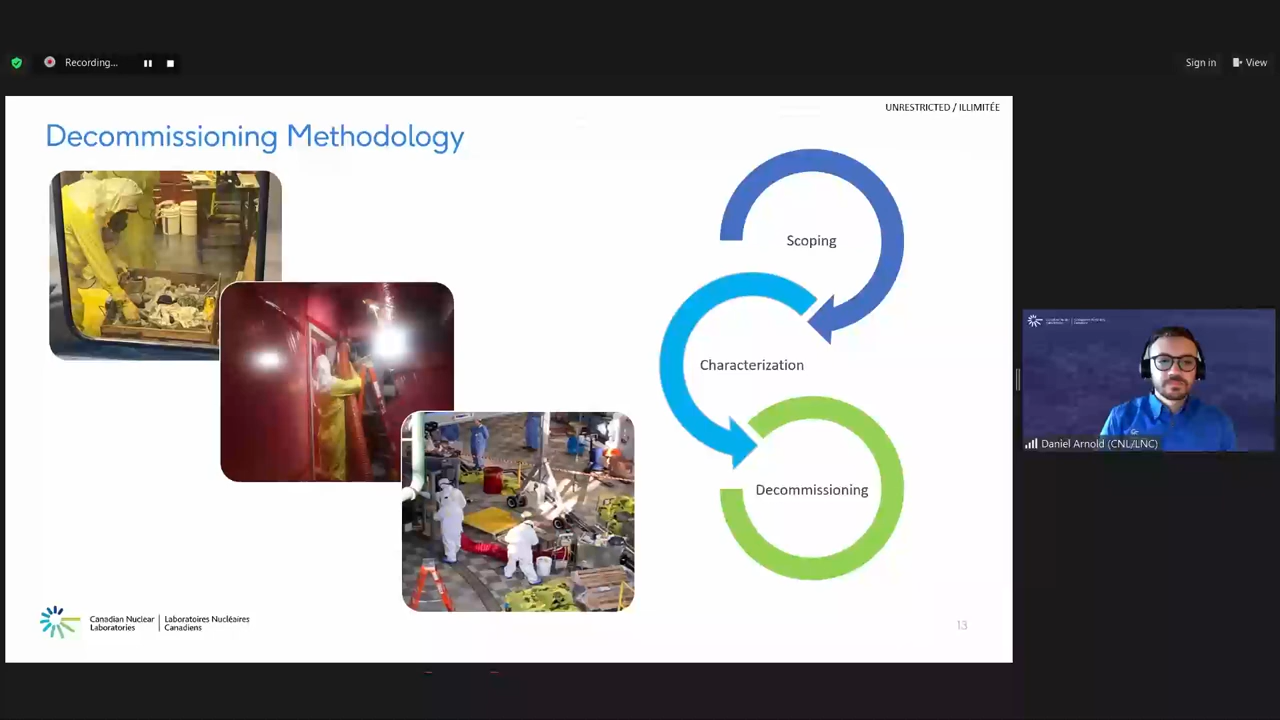 Recording...
Sign in
View
UNRESTRICTED / ILLIMITÉE
Decommissioning Methodology
Scoping
Characterization
Decommissioning
Canadian Nuclear
Laboratories
Laboratoires Nucléaires
Canadiens
13
Daniel Arnold (CNL/LNC)